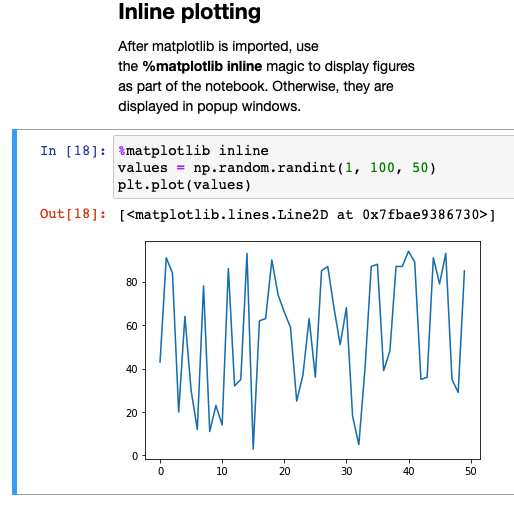 Inline plotting
After matplotlib is imported, use
the %matplotlib inline magic to display figures
as part of the notebook. Otherwise, they are
displayed in popup windows.
In [18]: %matplotlib inline
values = np.random.randint(1, 100, 50)
plt.plot(values)
Out[18]: [<matplotlib.lines.Line2D at 0x7fbae9386730>]
80
60
40
20
0
0 10 20 30 40 50